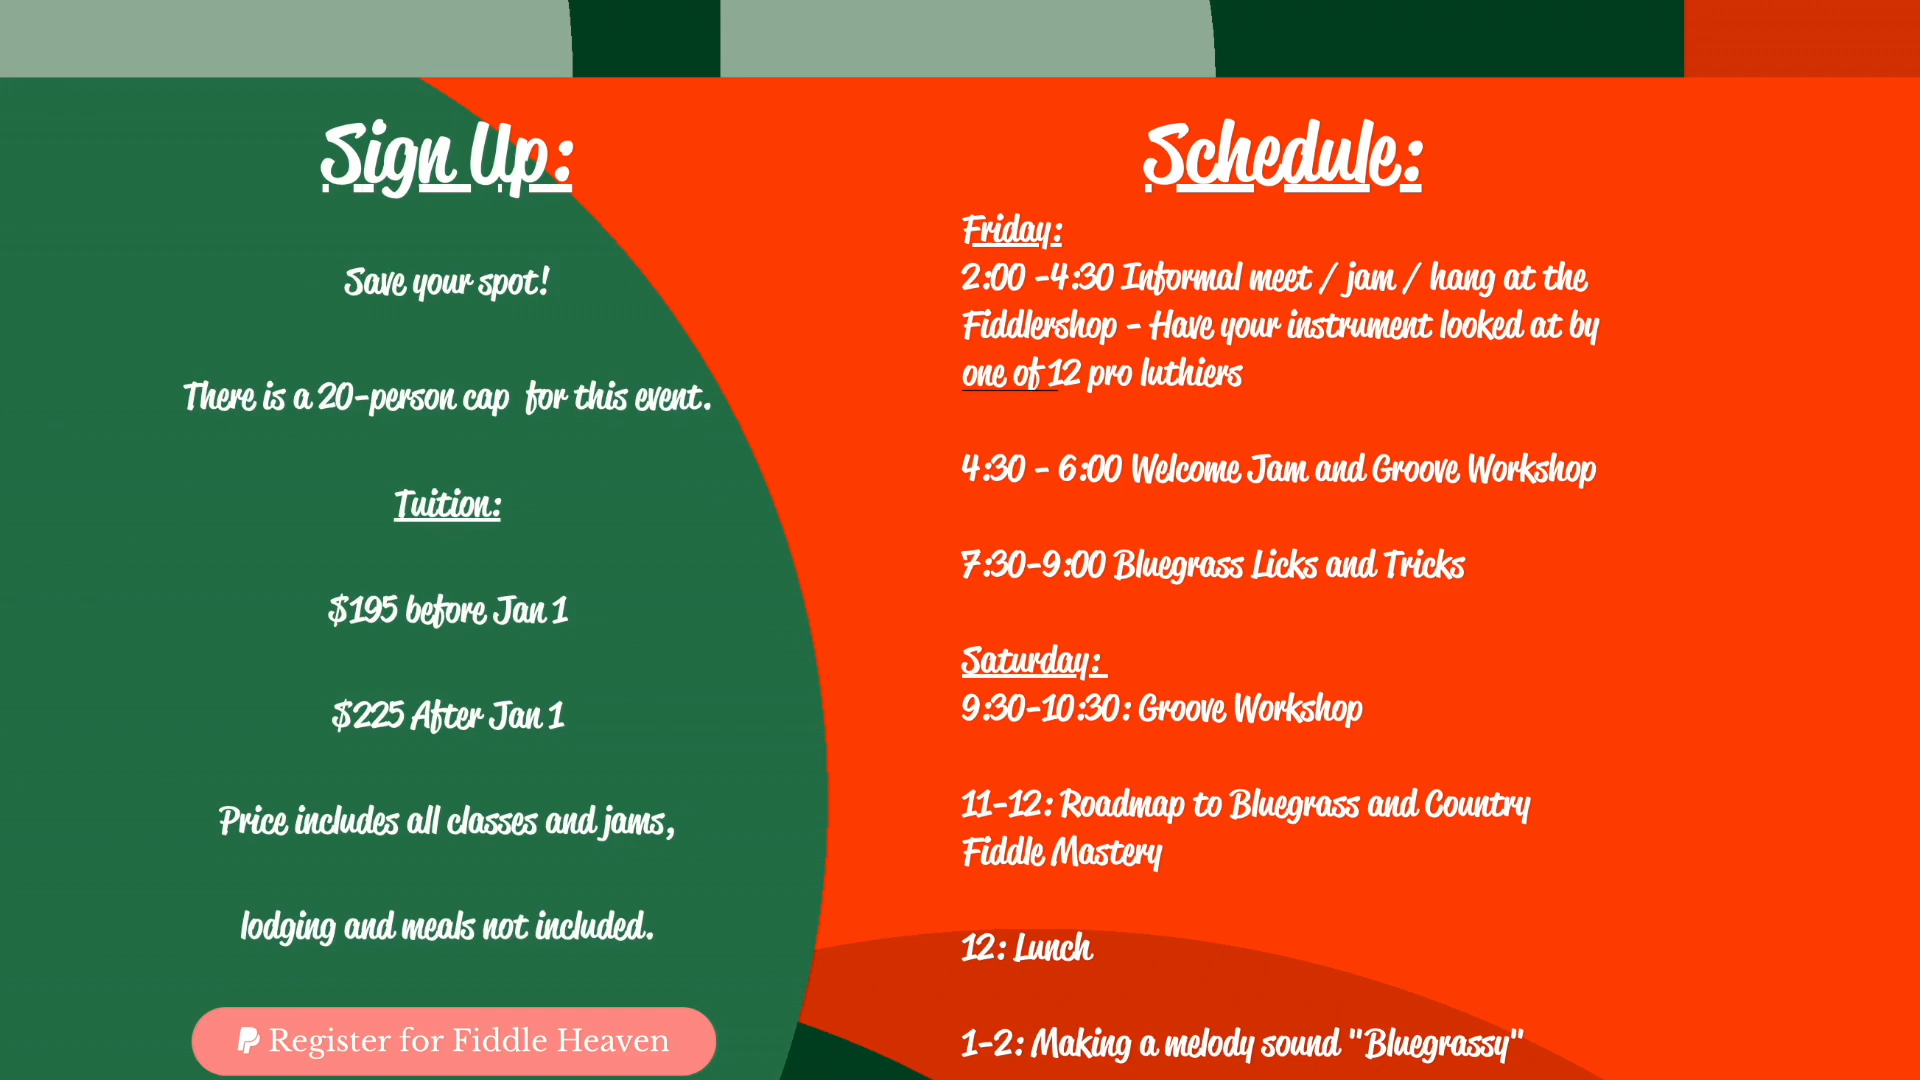 Sign Up:
Save your spot!
There is a 20-person cap for this event.
Tuition:
$195 before Jan 1
$225 After Jan 1
Price includes all classes and jams,
lodging and meals not included.
Register for Fiddle Heaven
Schedule:
Friday:
2:00 -4:30 Informal meet / jam / hang at the
Fiddlershop - Have your instrument looked at by
one of 12 pro luthiers
4:30 - 6:00 Welcome Jam and Groove Workshop
7:30-9:00 Bluegrass Licks and Tricks
Saturday:
9:30-10:30: Groove Workshop
11-12: Roadmap to Bluegrass and Country
Fiddle Mastery
12: Lunch
1-2: Making a melody sound "Bluegrassy"